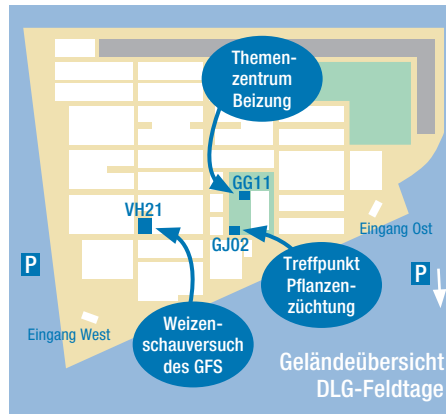 Themen-
zentrum
Beizung
GG11
VH21
GJ02
Eingang Ost
P
P
Treffpunkt
Pflanzen-
züchtung
Weizen-
schauversuch
des GFS
Eingang West
Geländeübersicht
DLG-Feldtage